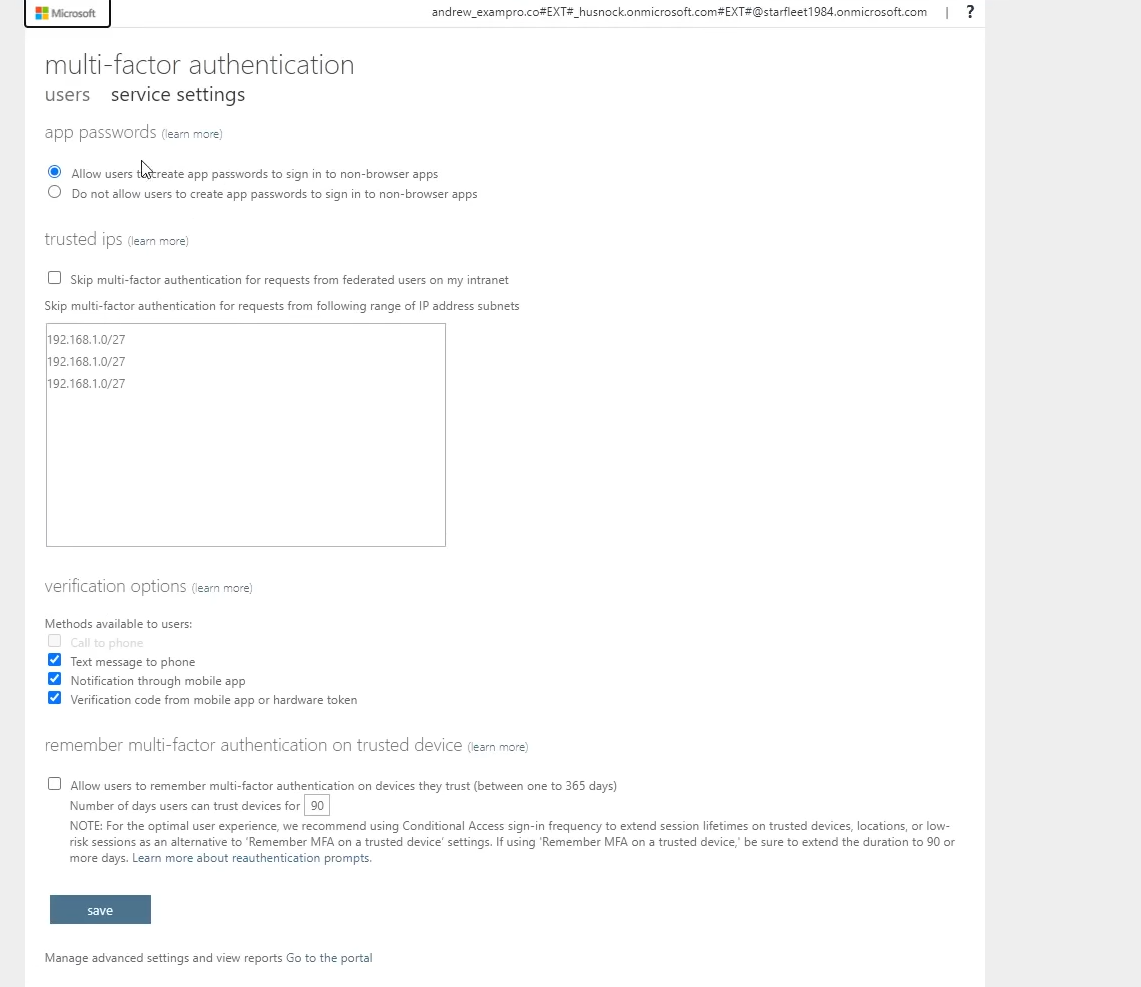 Microsoft
andrew_exampro.co#EXT#_husnock.onmicrosoft.com#EXT#@starfleet1984.onmicrosoft.com | ?
multi-factor authentication
users service settings
app passwords (learn more)
Allow users to create app passwords to sign in to non-browser apps
Do not allow users to create app passwords to sign in to non-browser apps
trusted ips (learn more)
Skip multi-factor authentication for requests from federated users on my intranet
Skip multi-factor authentication for requests from following range of IP address subnets
192.168.1.0/27
192.168.1.0/27
192.168.1.0/27
verification options (learn more)
Methods available to users:
Call to phone
Text message to phone
Notification through mobile app
Verification code from mobile app or hardware token
remember multi-factor authentication on trusted device (learn more)
Allow users to remember multi-factor authentication on devices they trust (between one to 365 days)
Number of days users can trust devices for 90
NOTE: For the optimal user experience, we recommend using Conditional Access sign-in frequency to extend session lifetimes on trusted devices, locations, or low-
risk sessions as an alternative to 'Remember MFA on a trusted device' settings. If using 'Remember MFA on a trusted device,' be sure to extend the duration to 90 or
more days. Learn more about reauthentication prompts.
save
Manage advanced settings and view reports Go to the portal